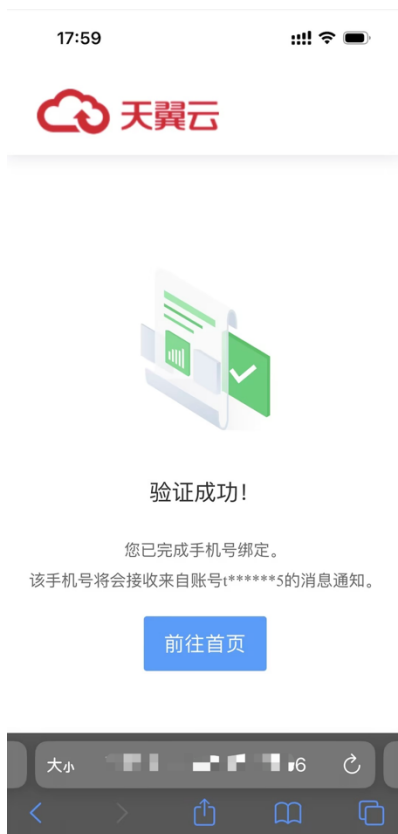 17:59
天翼云
验证成功!
您已完成手机号绑定。
该手机号将会接收来自账号t******5的消息通知。
前往首页
大小 6